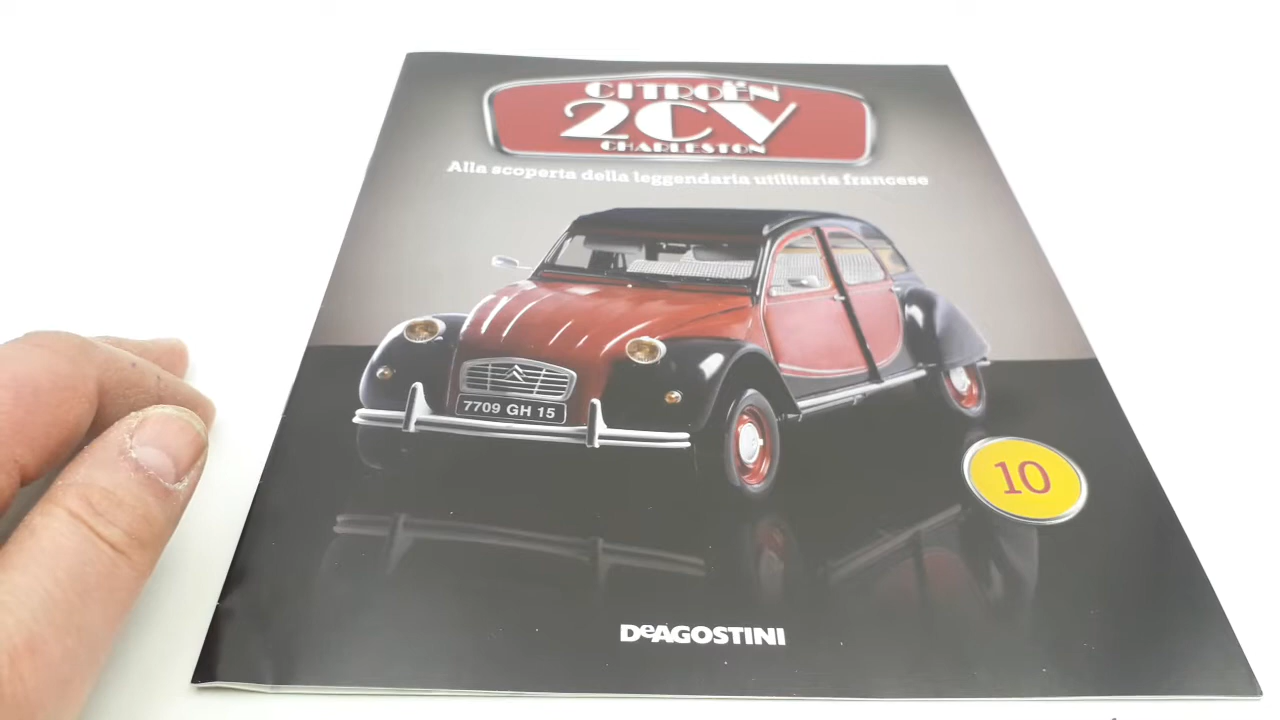 CITROËN
2CV
CHARLESTON
Alla scoperta della leggendaria utilitaria francese
7709 GH 15
10
DeAGOSTINI